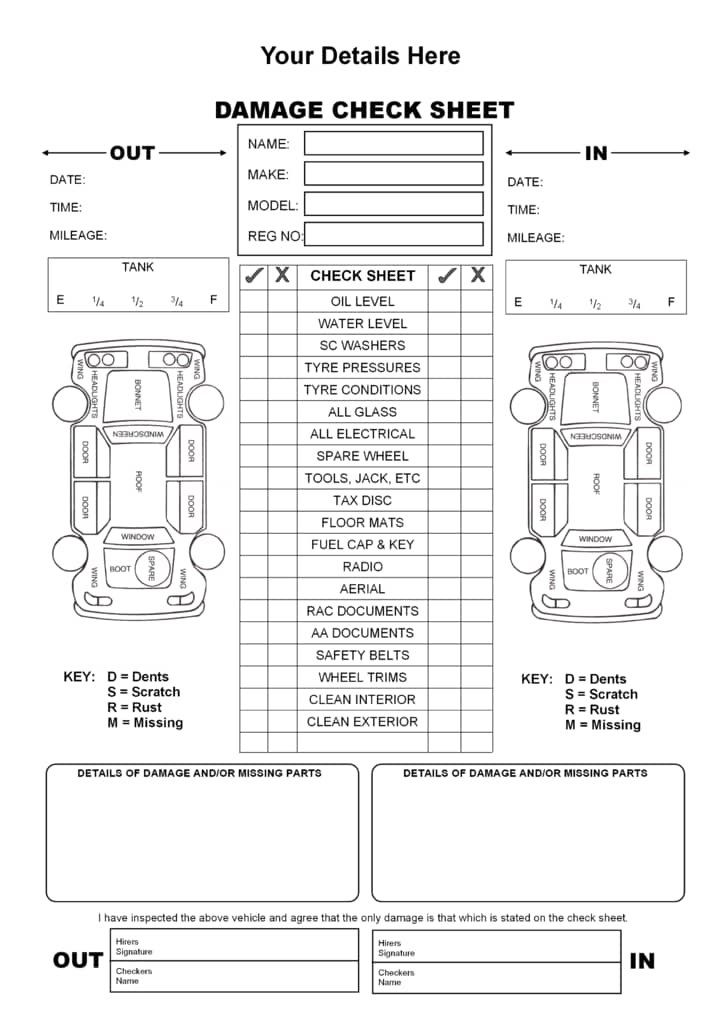 Your Details Here
DAMAGE CHECK SHEET
OUT
DATE:
TIME:
MILEAGE:
TANK
E 1/4 1/2 3/4 F
NAME:
MAKE:
MODEL:
REG NO:
IN
DATE:
TIME:
MILEAGE:
TANK
E 1/4 1/2 3/4 F
✓ X CHECK SHEET ✓ X
OIL LEVEL
WATER LEVEL
SC WASHERS
TYRE PRESSURES
TYRE CONDITIONS
ALL GLASS
ALL ELECTRICAL
SPARE WHEEL
TOOLS, JACK, ETC
TAX DISC
FLOOR MATS
FUEL CAP & KEY
RADIO
AERIAL
RAC DOCUMENTS
AA DOCUMENTS
SAFETY BELTS
WHEEL TRIMS
CLEAN INTERIOR
CLEAN EXTERIOR
WING
HEADLIGHTS
BONNET
HEADLIGHTS
WING
WINDSCREEN
DOOR
DOOR
ROOF
DOOR
DOOR
WINDOW
BOOT
SPARE
WING
WING
KEY: D = Dents
S = Scratch
R = Rust
M = Missing
WING
HEADLIGHTS
BONNET
HEADLIGHTS
WING
WINDSCREEN
DOOR
DOOR
ROOF
DOOR
DOOR
WINDOW
BOOT
SPARE
WING
WING
KEY: D = Dents
S = Scratch
R = Rust
M = Missing
DETAILS OF DAMAGE AND/OR MISSING PARTS
DETAILS OF DAMAGE AND/OR MISSING PARTS
I have inspected the above vehicle and agree that the only damage is that which is stated on the check sheet.
OUT
Hirers
Signature
Checkers
Name
Hirers
Signature
Checkers
Name
IN